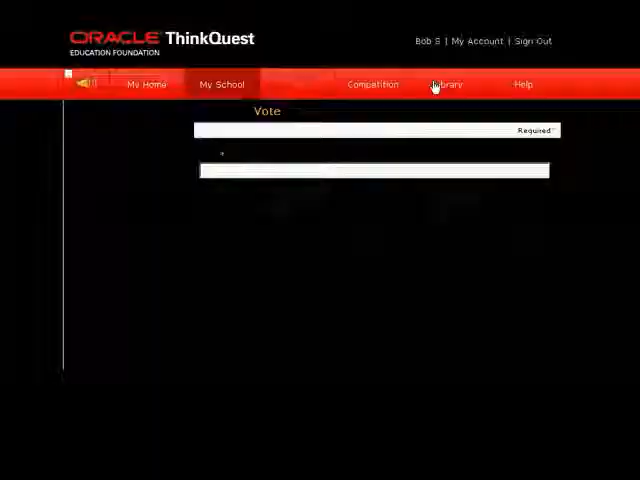 ORACLE ThinkQuest
EDUCATION FOUNDATION
Bob S | My Account | Sign Out
My Home My School Competition Library Help
Vote
Required*
*